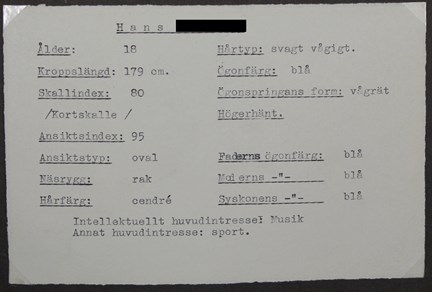 Hans
Ålder: 18 Hårtyp: svagt vågigt.
Kroppslängd: 179 cm. Ögonfärg: blå
Skallindex: 80 Ögonspringans form: vågrät
/Kortskalle / Högerhänt.
Ansiktsindex: 95
Ansiktstyp: oval Faderns ögonfärg: blå
Näsrygg: rak Moderns -"- blå
Hårfärg: cendré Syskonens -"- blå
Intellektuellt huvudintresse: Musik
Annat huvudintresse: sport.